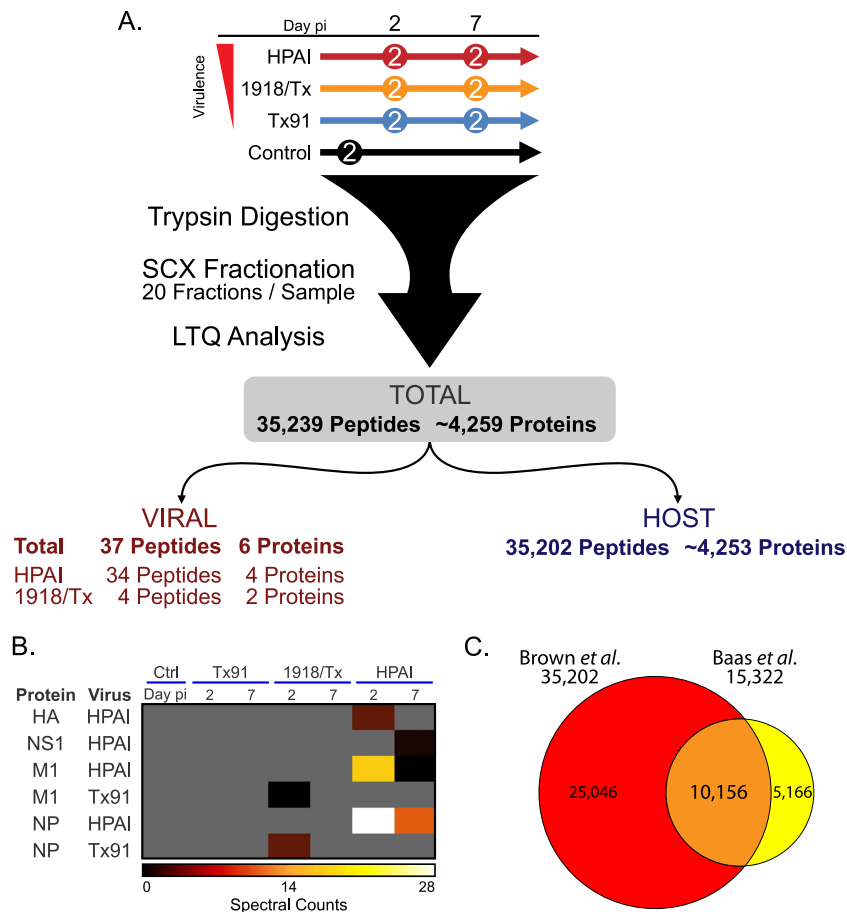 A.
Day pi 2 7
Virulence
HPAI 2 2
1918/Tx 2 2
Tx91 2 2
Control 2
Trypsin Digestion
SCX Fractionation
20 Fractions / Sample
LTQ Analysis
TOTAL
35,239 Peptides ~4,259 Proteins
VIRAL
Total 37 Peptides 6 Proteins
HPAI 34 Peptides 4 Proteins
1918/Tx 4 Peptides 2 Proteins
HOST
35,202 Peptides ~4,253 Proteins
B.
Ctrl Tx91 1918/Tx HPAI
Protein Virus Day pi 2 7 2 7 2 7
HA HPAI
NS1 HPAI
M1 HPAI
M1 Tx91
NP HPAI
NP Tx91
0 14 28
Spectral Counts
C.
Brown et al.
35,202
Baas et al.
15,322
25,046 10,156 5,166